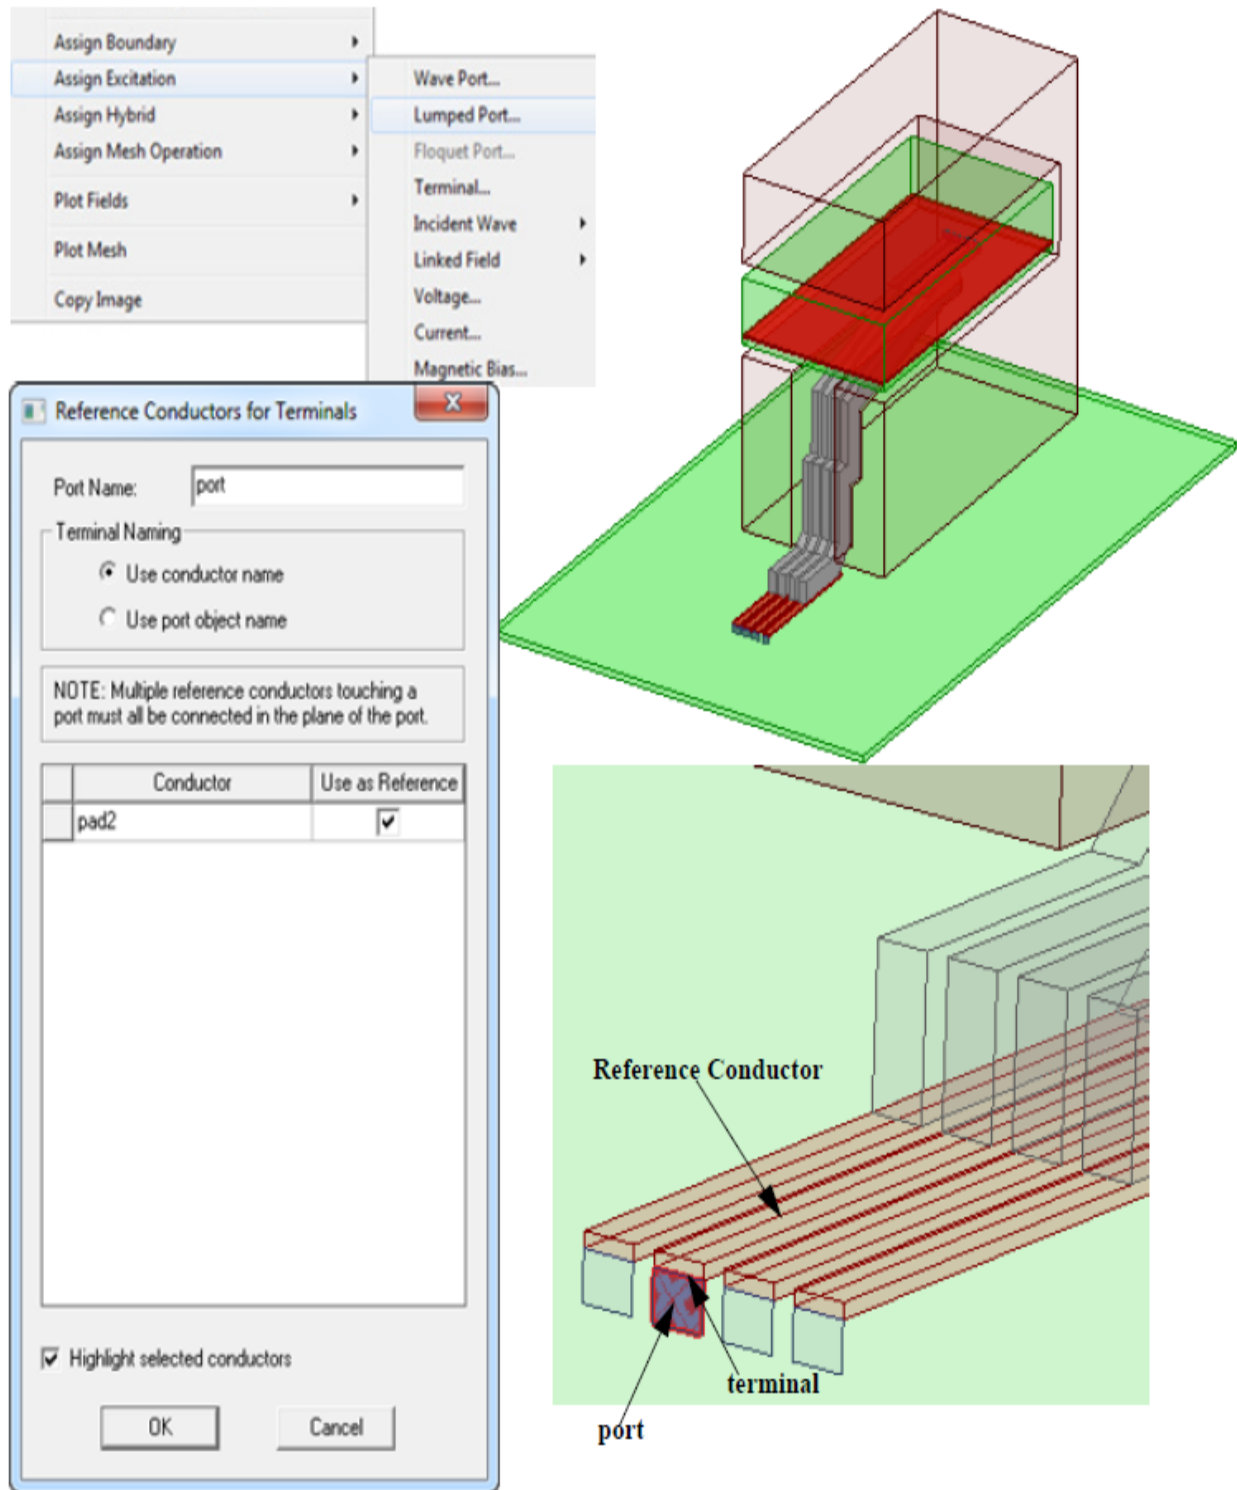 Assign Boundary
Assign Excitation
Assign Hybrid
Assign Mesh Operation
Plot Fields
Plot Mesh
Copy Image
Wave Port...
Lumped Port...
Floquet Port...
Terminal...
Incident Wave
Linked Field
Voltage...
Current...
Magnetic Bias...
Reference Conductors for Terminals
Port Name: port
Terminal Naming
Use conductor name
Use port object name
NOTE: Multiple reference conductors touching a
port must all be connected in the plane of the port.
Conductor Use as Reference
pad2
Highlight selected conductors
OK Cancel
Reference Conductor
terminal
port